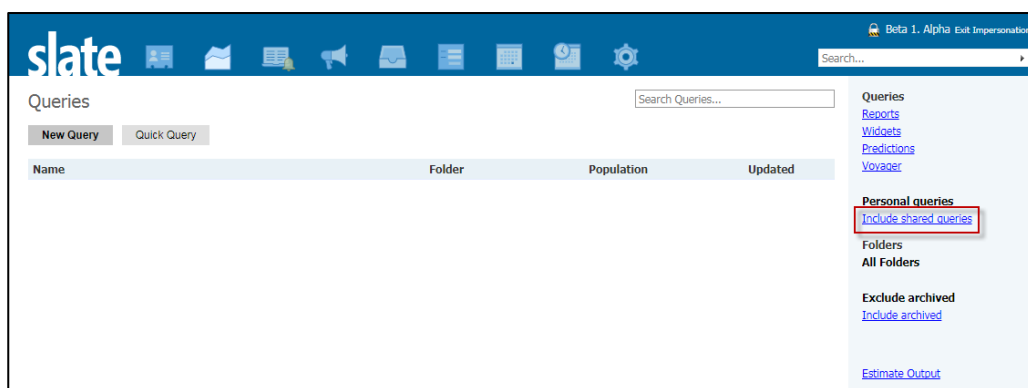 slate
Beta 1. Alpha Exit Impersonation
Search...
Queries
Search Queries...
New Query Quick Query
Name Folder Population Updated
Queries
Reports
Widgets
Predictions
Voyager
Personal queries
Include shared queries
Folders
All Folders
Exclude archived
Include archived
Estimate Output